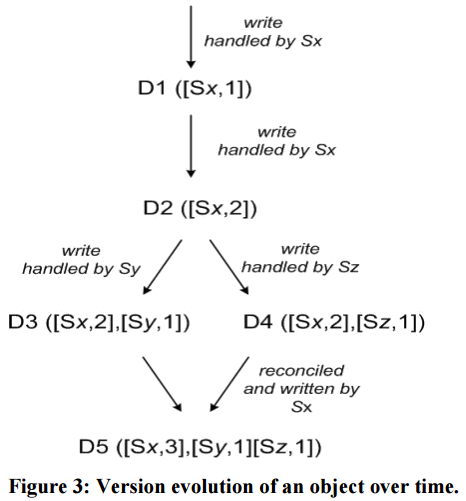 write
handled by Sx
D1 ([Sx,1])
write
handled by Sx
D2 ([Sx,2])
write
handled by Sy
write
handled by Sz
D3 ([Sx,2],[Sy,1])
D4 ([Sx,2],[Sz,1])
reconciled
and written by
Sx
D5 ([Sx,3],[Sy,1][Sz,1])
Figure 3: Version evolution of an object over time.